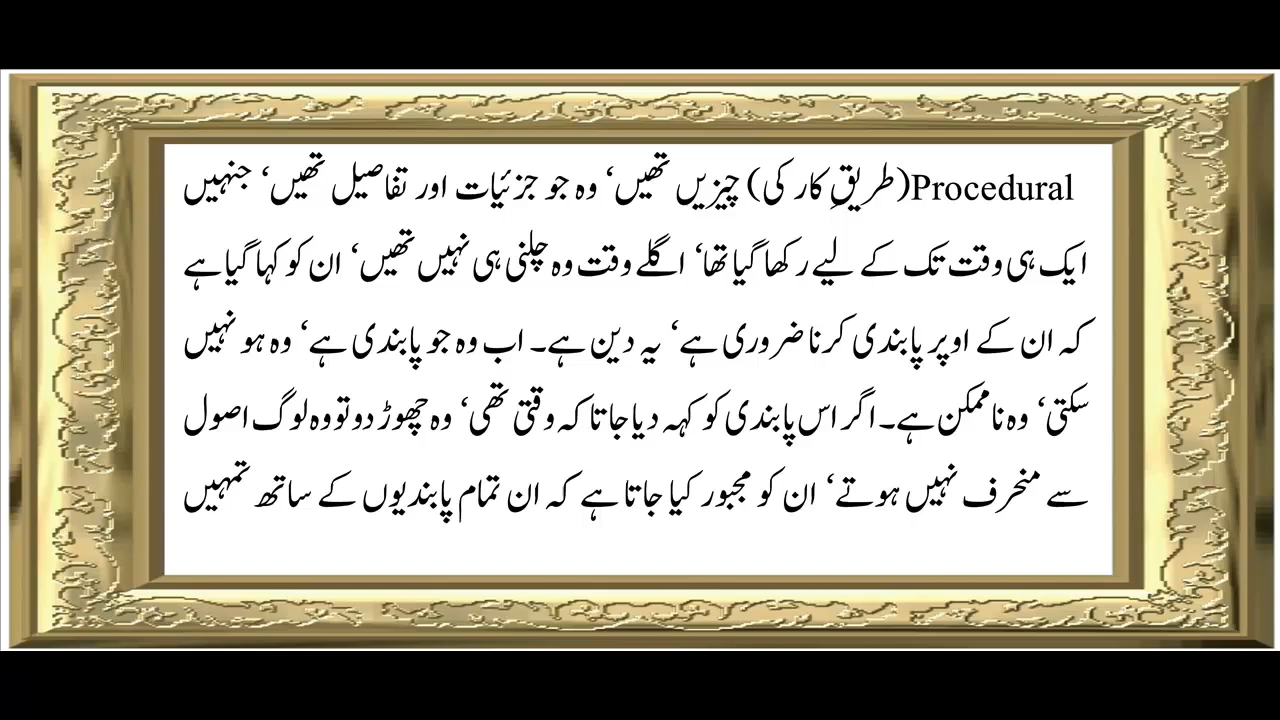 Procedural(طریقِ کار کی) چیزیں تھیں‘ وہ جو جزئیات اور تفاصیل تھیں‘ جنہیں
ایک ہی وقت تک کے لیے رکھا گیا تھا‘ اگلے وقت وہ چلنی ہی نہیں تھیں‘ ان کو کہا گیا ہے
کہ ان کے اوپر پابندی کرنا ضروری ہے‘ یہ دین ہے۔ اب وہ جو پابندی ہے‘ وہ ہو نہیں
سکتی‘ وہ ناممکن ہے۔ اگر اس پابندی کو کہہ دیا جاتا کہ وقتی تھی‘ وہ چھوڑ دو تو وہ لوگ اصول
سے منحرف نہیں ہوتے‘ ان کو مجبور کیا جاتا ہے کہ ان تمام پابندیوں کے ساتھ تمہیں